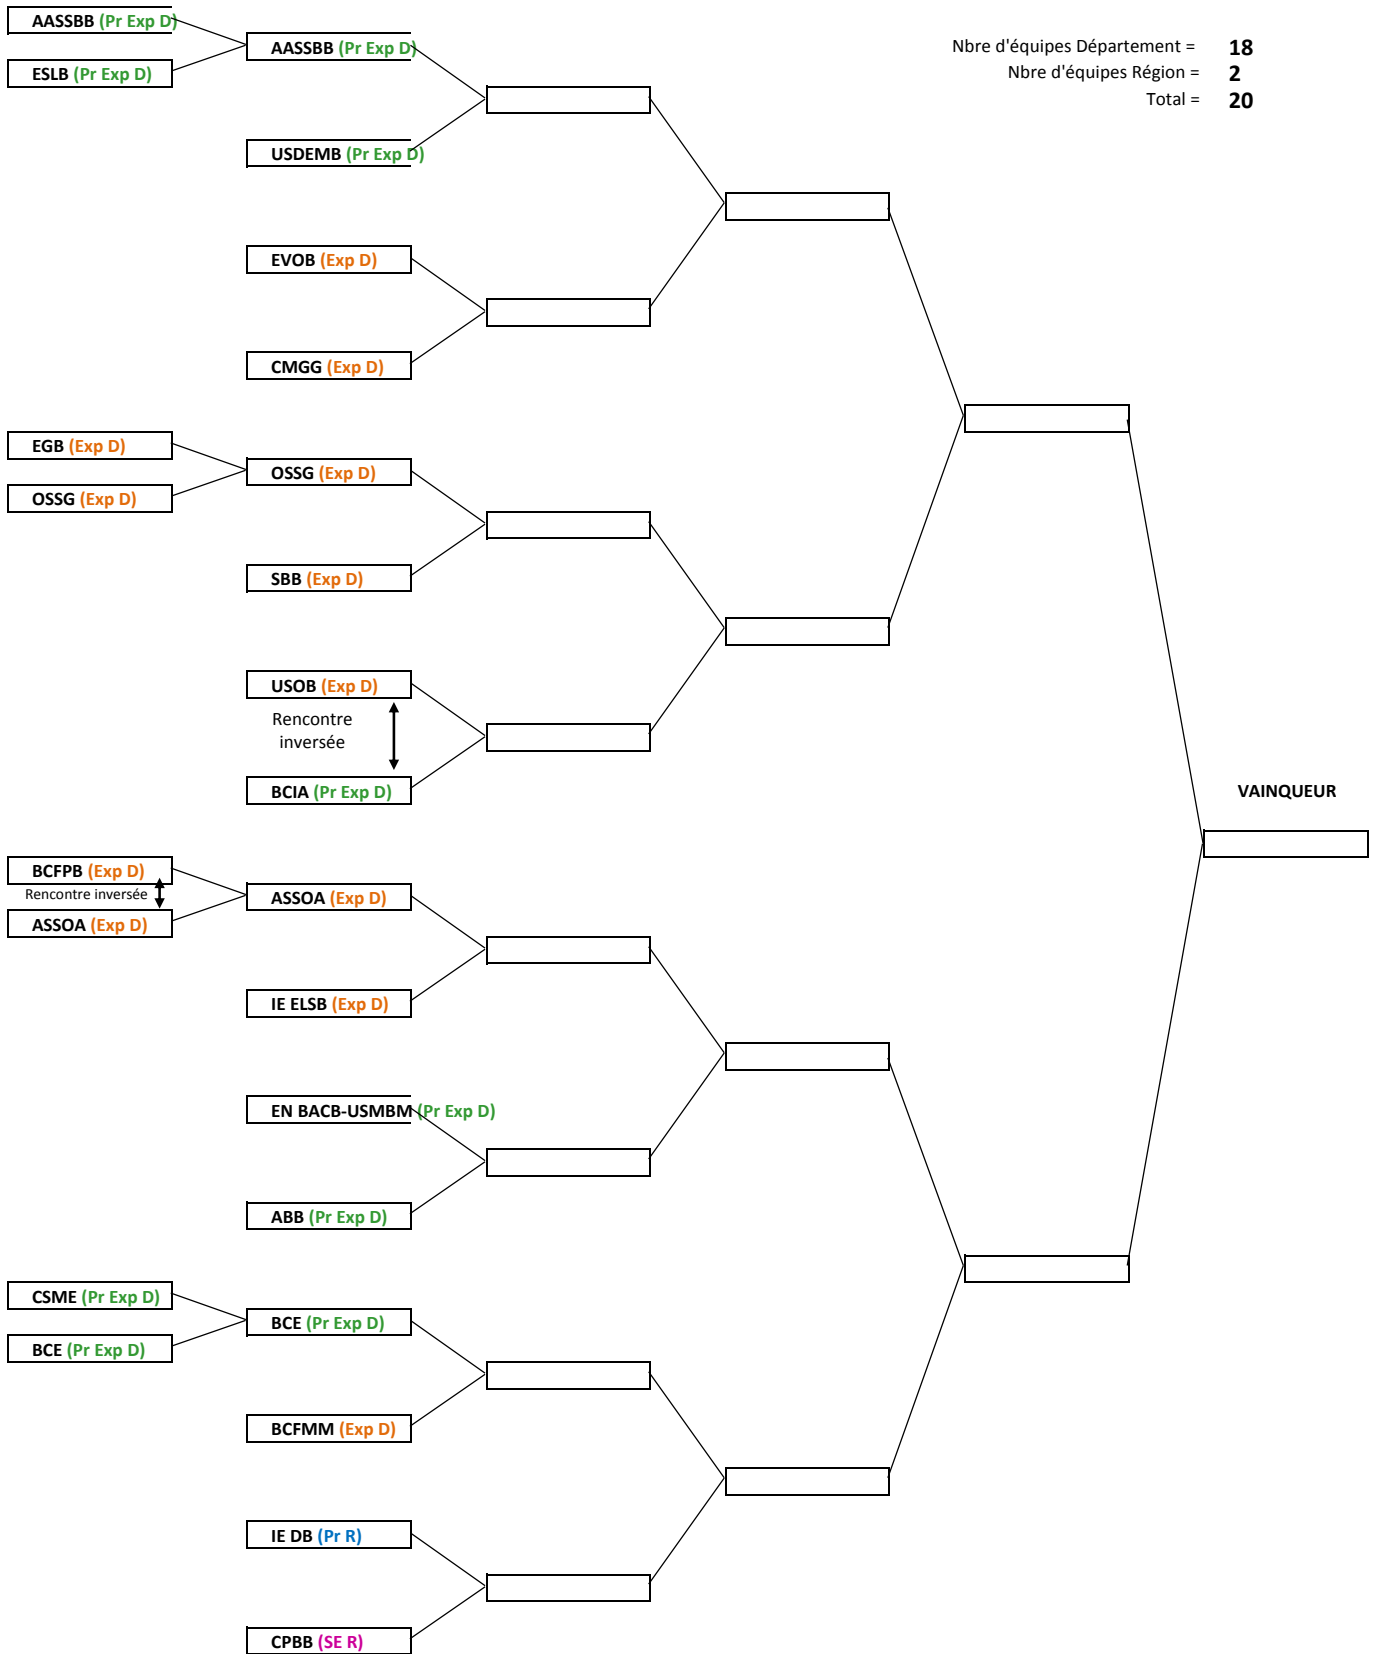 AASSBB (Pr Exp D)
ESLB (Pr Exp D)
AASSBB (Pr Exp D)
USDEMB (Pr Exp D)
Nbre d'équipes Département = 18
Nbre d'équipes Région = 2
Total = 20
EVOB (Exp D)
CMGG (Exp D)
EGB (Exp D)
OSSG (Exp D)
OSSG (Exp D)
SBB (Exp D)
USOB (Exp D)
Rencontre
inversée
BCIA (Pr Exp D)
VAINQUEUR
BCFPB (Exp D)
Rencontre inversée
ASSOA (Exp D)
ASSOA (Exp D)
IE ELSB (Exp D)
EN BACB-USMBM (Pr Exp D)
ABB (Pr Exp D)
CSME (Pr Exp D)
BCE (Pr Exp D)
BCE (Pr Exp D)
BCFMM (Exp D)
IE DB (Pr R)
CPBB (SE R)